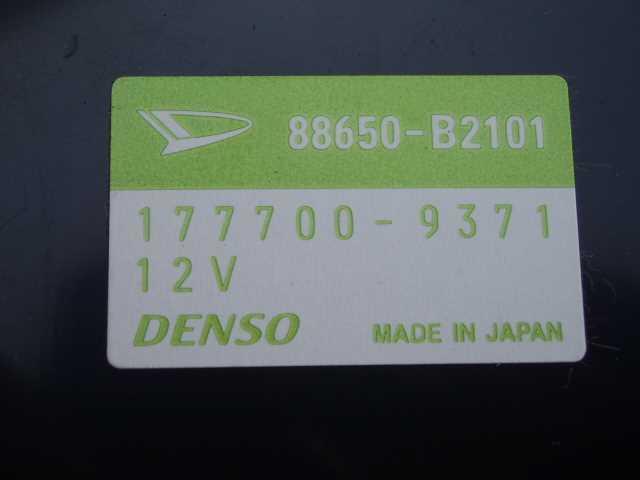 88650-B2101
177700-9371
12V
DENSO
MADE IN JAPAN